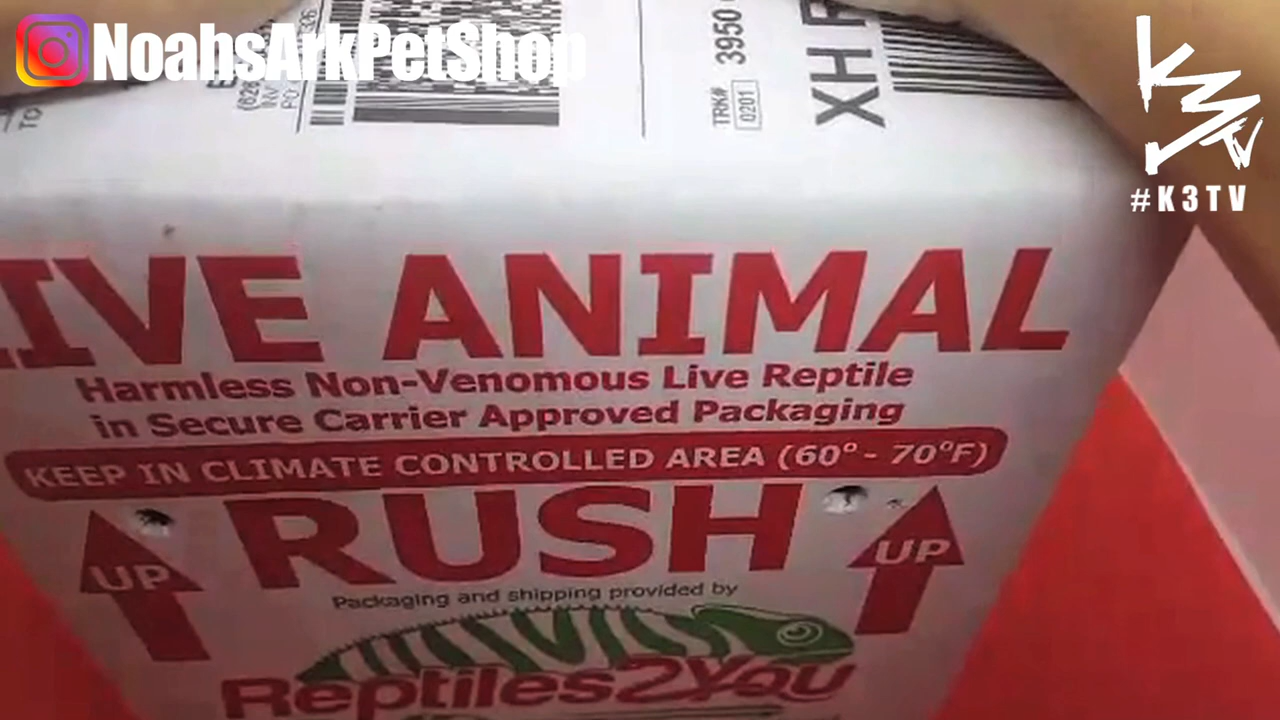 NoahsArkPetShop
TO
TRK#
0201
3950
XH
#K3TV
LIVE ANIMAL
Harmless Non-Venomous Live Reptile
in Secure Carrier Approved Packaging
KEEP IN CLIMATE CONTROLLED AREA (60° - 70°F)
RUSH
UP
UP
Packaging and shipping provided by
Reptiles2You